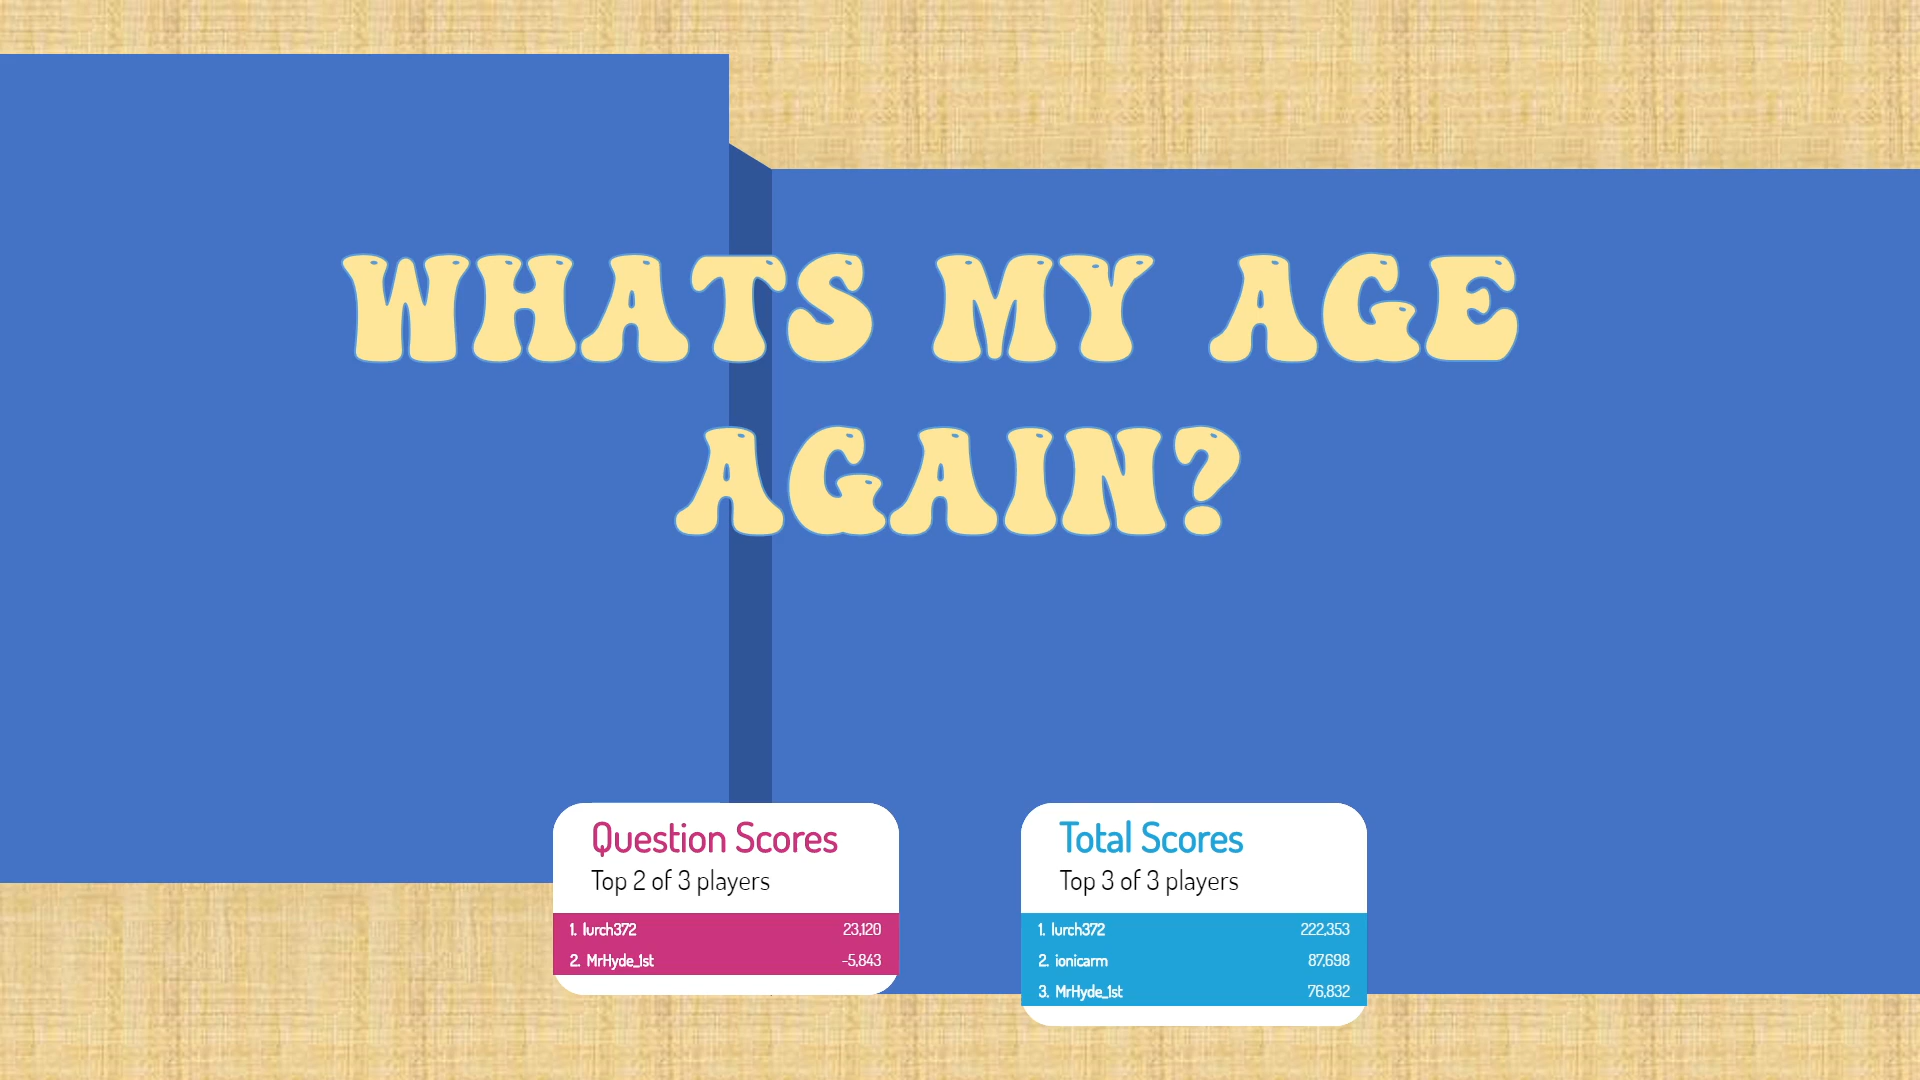 WHATS MY AGE
AGAIN?
Question Scores
Top 2 of 3 players
1. lurch372 23,120
2. MrHyde_1st -5,843
Total Scores
Top 3 of 3 players
1. lurch372 222,353
2. ionicarm 87,698
3. MrHyde_1st 76,832